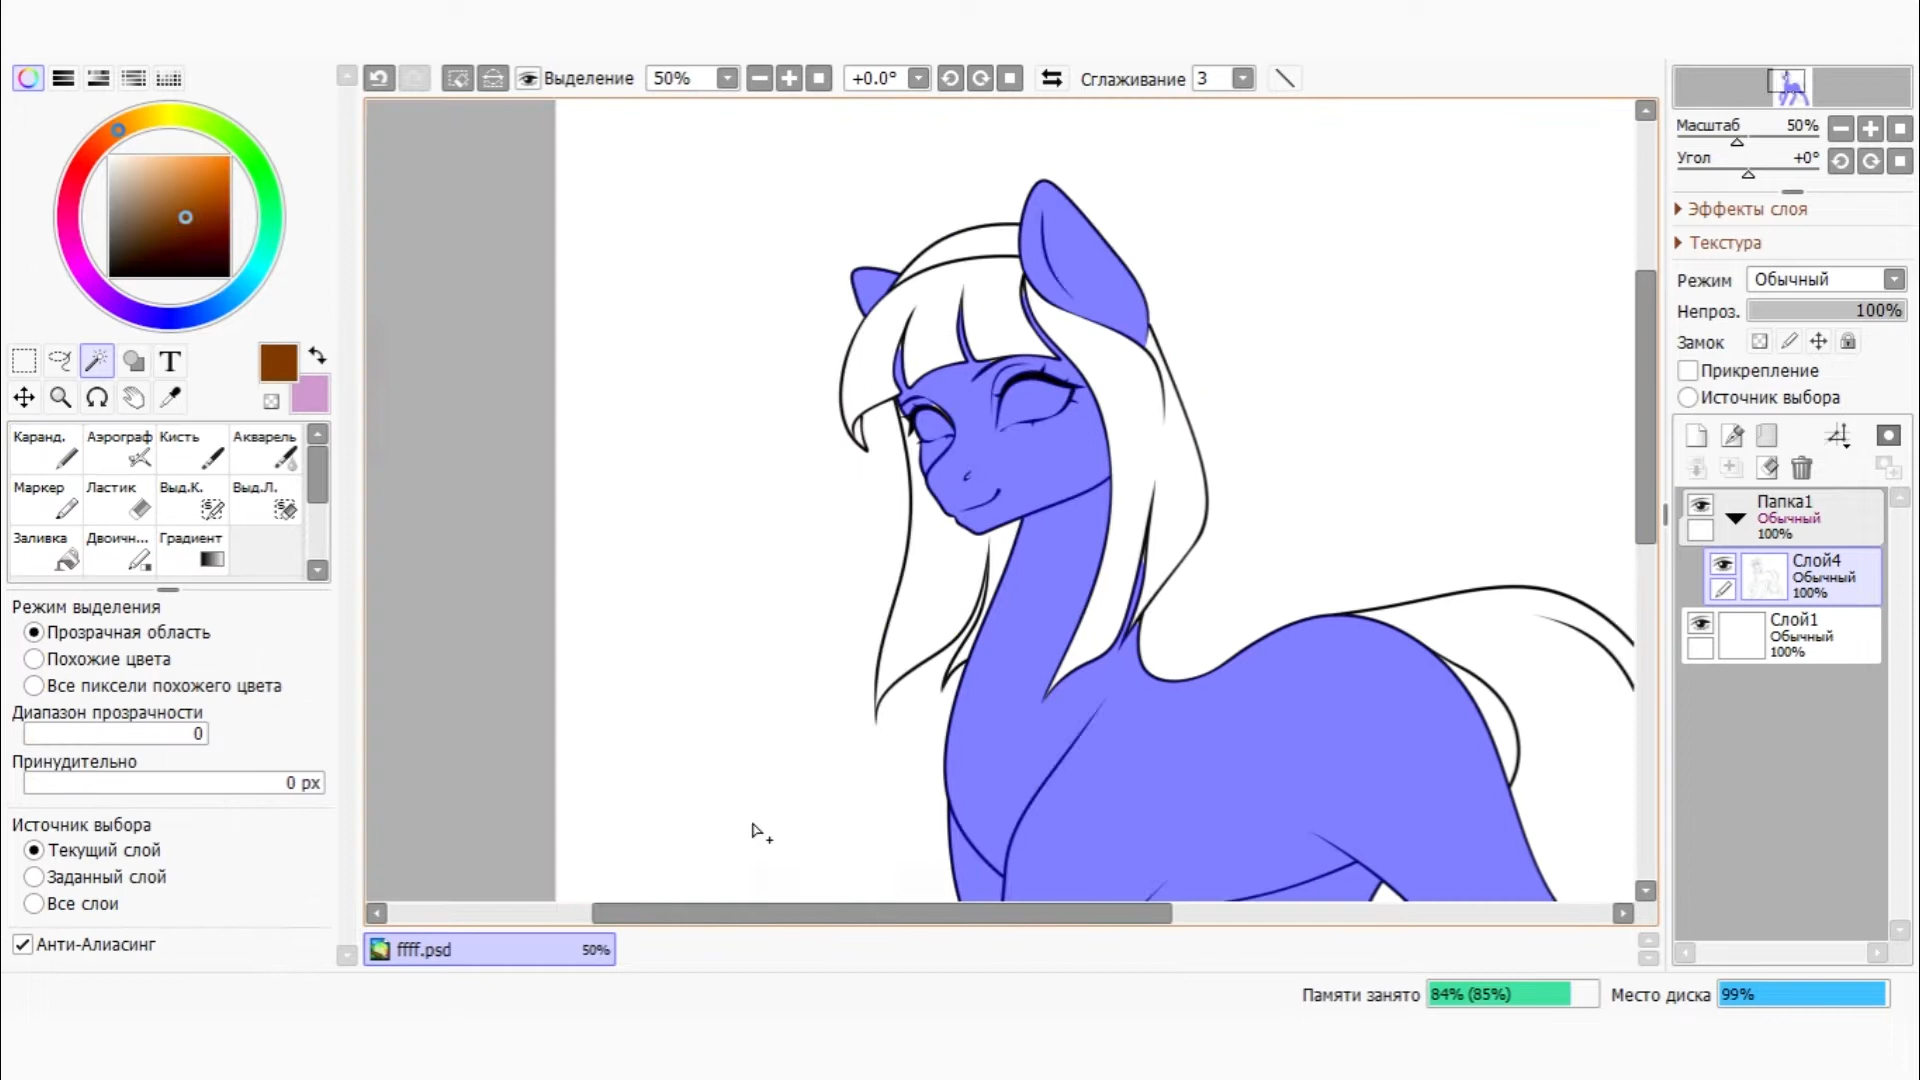 Выделение 50% +0.0° Сглаживание 3
T
Каранд. Аэрограф Кисть Акварель
Маркер Ластик Выд.К. Выд.Л.
Заливка Двоичн... Градиент
Режим выделения
Прозрачная область
Похожие цвета
Все пиксели похожего цвета
Диапазон прозрачности
0
Принудительно
0 px
Источник выбора
Текущий слой
Заданный слой
Все слои
Анти-Алиасинг
ffff.psd 50%
Масштаб 50%
Угол +0°
Эффекты слоя
Текстура
Режим Обычный
Непроз. 100%
Замок
Прикрепление
Источник выбора
Папка1
Обычный
100%
Слой4
Обычный
100%
Слой1
Обычный
100%
Памяти занято 84% (85%) Место диска 99%